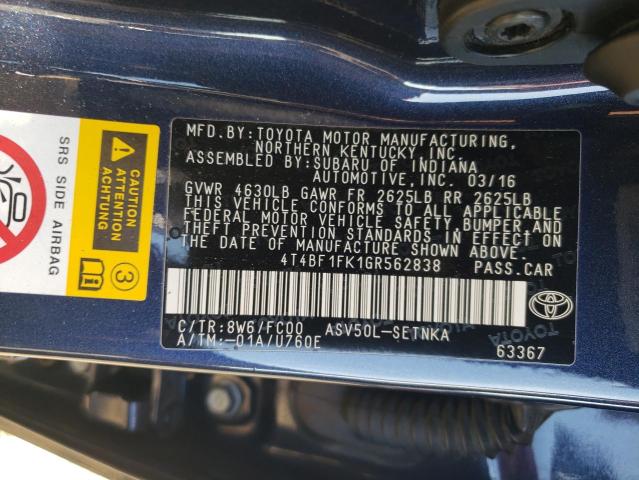 SRS SIDE AIRBAG
3
MFD.BY:TOYOTA MOTOR MANUFACTURING,
NORTHERN KENTUCKY INC.
ASSEMBLED BY:SUBARU OF INDIANA
AUTOMOTIVE,INC. 03/16
GVWR 4630LB GAWR FR 2625LB RR 2625LB
THIS VEHICLE CONFORMS TO ALL APPLICABLE
FEDERAL MOTOR VEHICLE SAFETY,BUMPER,AND
THEFT PREVENTION STANDARDS IN EFFECT ON
THE DATE OF MANUFACTURE SHOWN ABOVE.
4T4BF1FK1GR562838 PASS.CAR
C/TR:8W6/FC00 ASV50L-SETNKA
A/TM:-01A/U760E 63367
TOYOTA